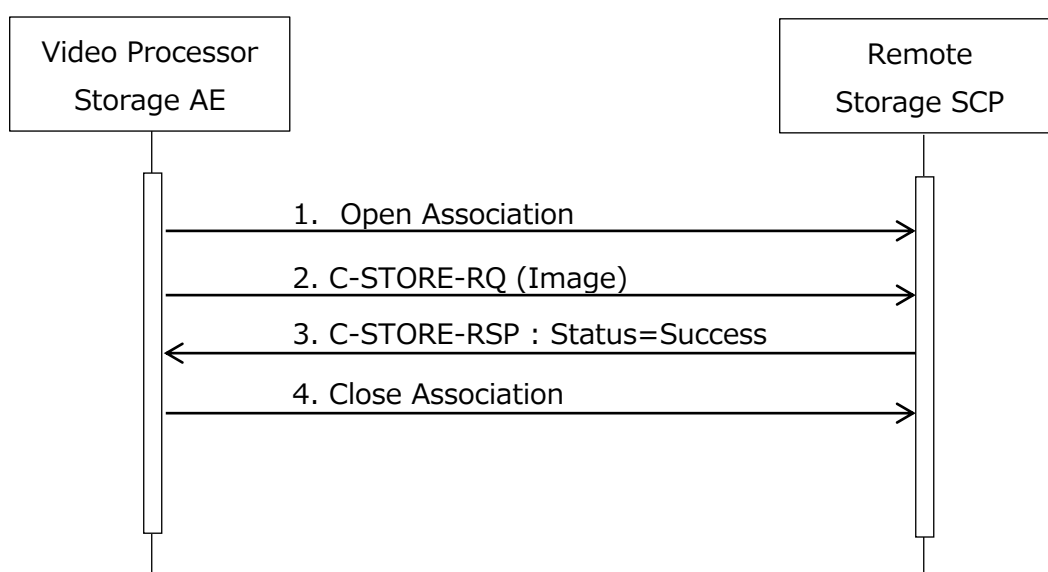 Video Processor
Storage AE
Remote
Storage SCP
1. Open Association
2. C-STORE-RQ (Image)
3. C-STORE-RSP : Status=Success
4. Close Association